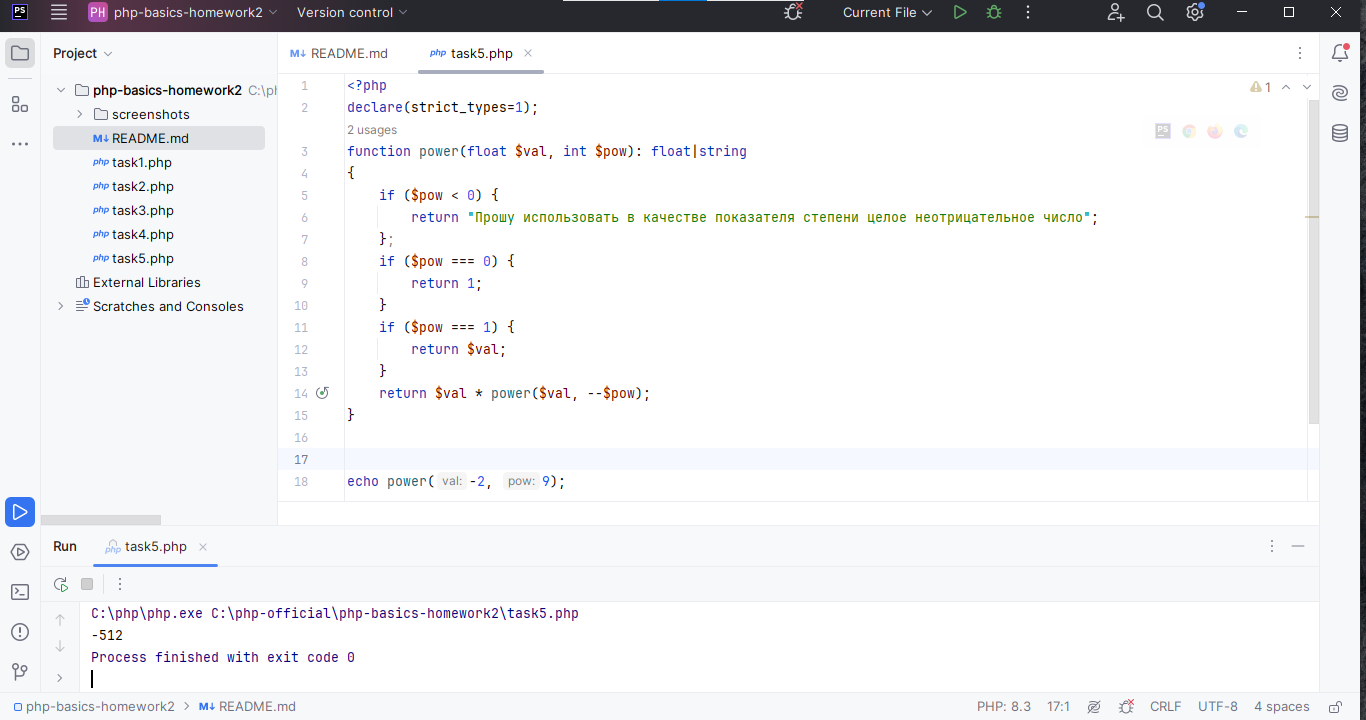 PS PH php-basics-homework2 Version control Current File
Project
README.md task5.php
php-basics-homework2 C:\ph
screenshots
README.md
task1.php
task2.php
task3.php
task4.php
task5.php
External Libraries
Scratches and Consoles
1
1 <?php
2 declare(strict_types=1);
2 usages
3 function power(float $val, int $pow): float|string
4 {
5 if ($pow < 0) {
6 return "Прошу использовать в качестве показателя степени целое неотрицательное число";
7 };
8 if ($pow === 0) {
9 return 1;
10 }
11 if ($pow === 1) {
12 return $val;
13 }
14 return $val * power($val, --$pow);
15 }
16
17
18 echo power( val: -2, pow: 9);
Run task5.php
C:\php\php.exe C:\php-official\php-basics-homework2\task5.php
-512
Process finished with exit code 0
php-basics-homework2 > README.md PHP: 8.3 17:1 CRLF UTF-8 4 spaces